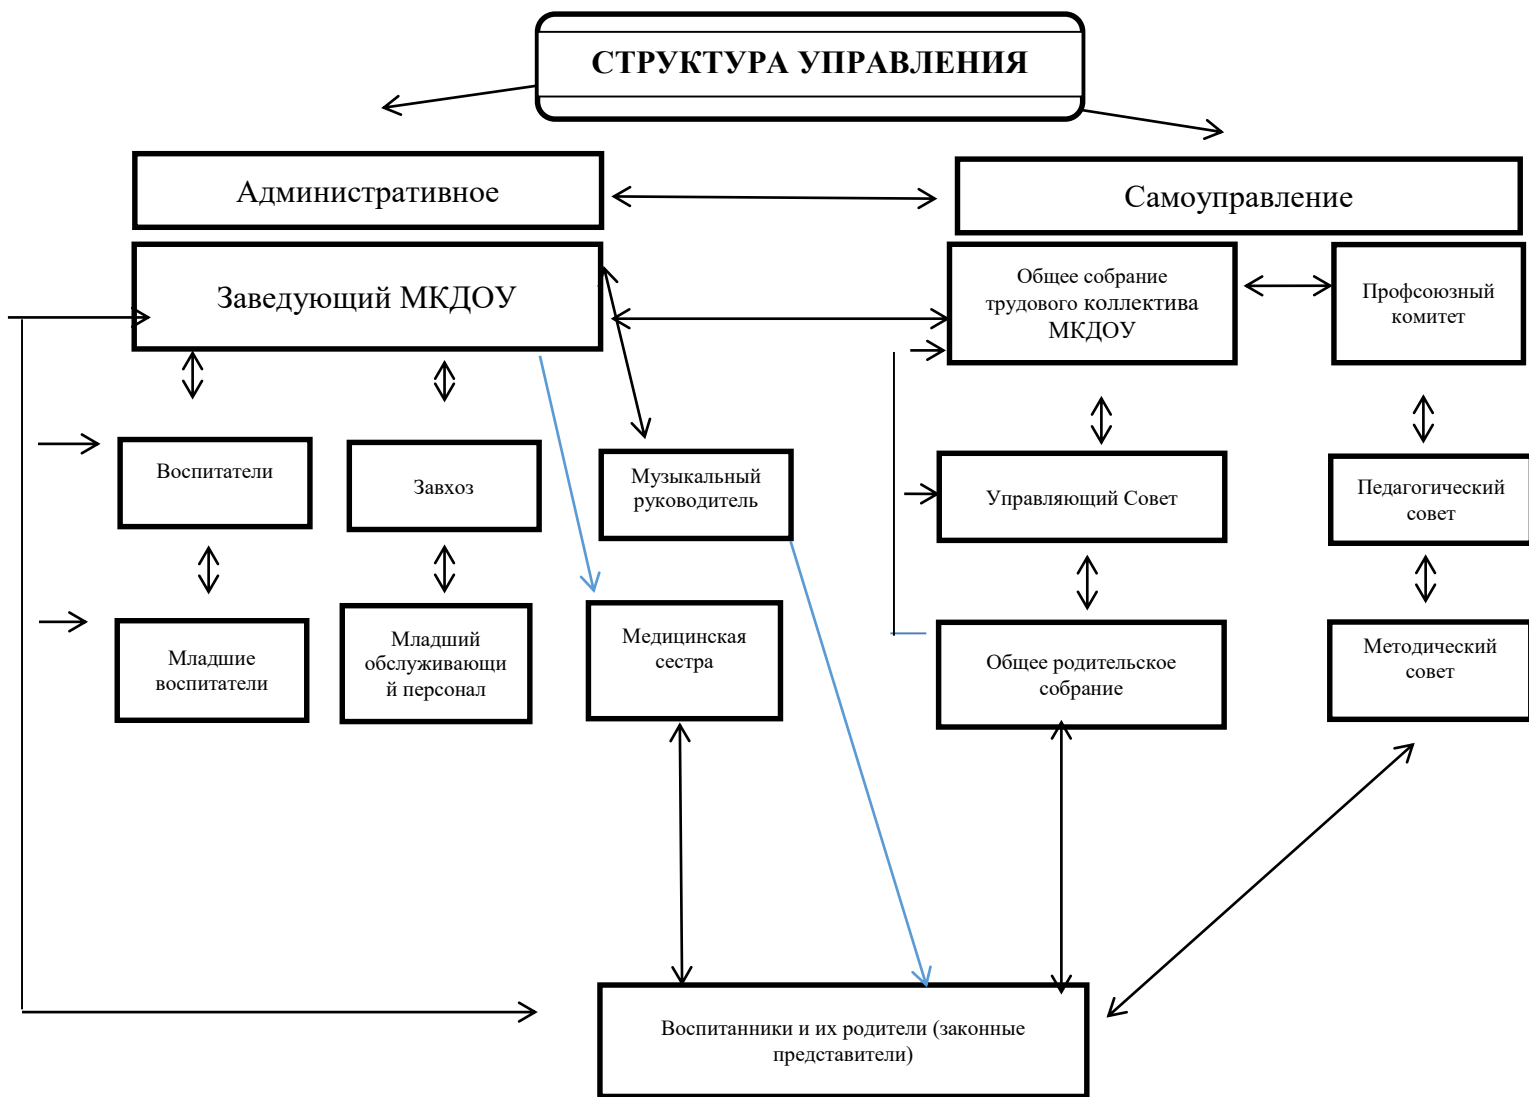 СТРУКТУРА УПРАВЛЕНИЯ
Административное
Самоуправление
Заведующий МКДОУ
Общее собрание
трудового коллектива
МКДОУ
Профсоюзный
комитет
Воспитатели
Завхоз
Музыкальный
руководитель
Управляющий Совет
Педагогический
совет
Младшие
воспитатели
Младший
обслуживающи
й персонал
Медицинская
сестра
Общее родительское
собрание
Методический
совет
Воспитанники и их родители (законные
представители)